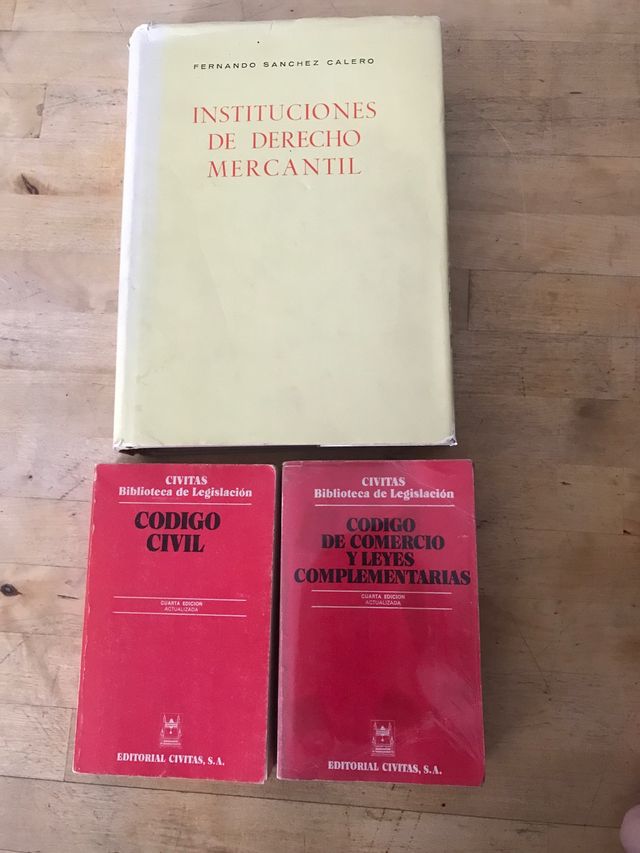 FERNANDO SANCHEZ CALERO
INSTITUCIONES
DE DERECHO
MERCANTIL
CIVITAS
Biblioteca de Legislación
CODIGO
CIVIL
CUARTA EDICION
ACTUALIZADA
EDITORIAL CIVITAS, S.A.
CIVITAS
Biblioteca de Legislación
CODIGO
DE COMERCIO
Y LEYES
COMPLEMENTARIAS
CUARTA EDICION
ACTUALIZADA
EDITORIAL CIVITAS, S.A.